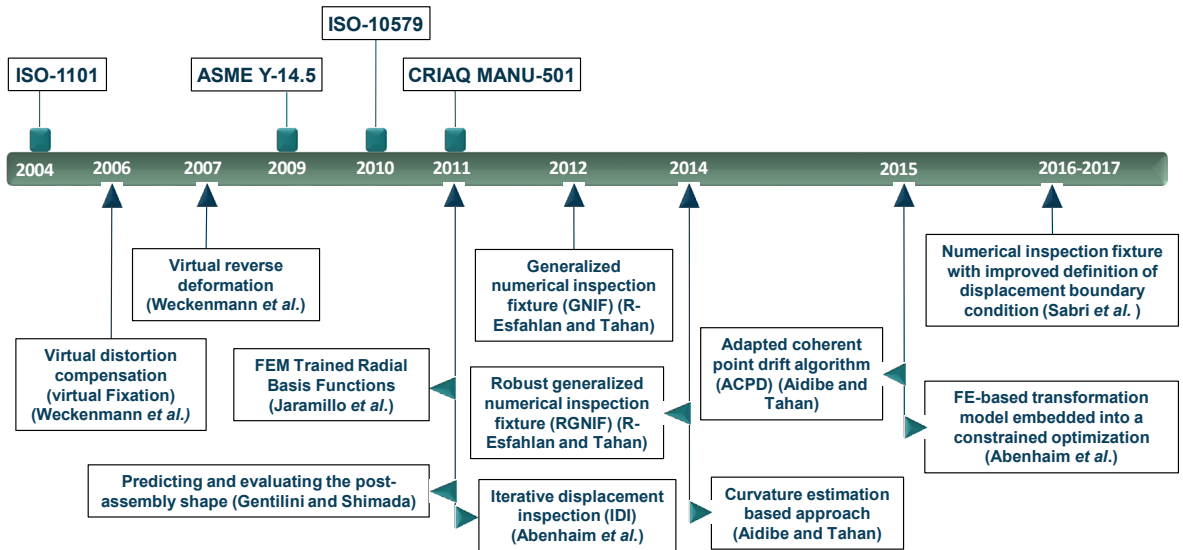 ISO-10579
ISO-1101
ASME Y-14.5
CRIAQ MANU-501
2004
2006
2007
2009
2010
2011
2012
2014
2015
2016-2017
Virtual reverse
deformation
(Weckenmann et al.)
Generalized
numerical inspection
fixture (GNIF) (R-
Esfahlan and Tahan)
Numerical inspection fixture
with improved definition of
displacement boundary
condition (Sabri et al. )
Virtual distortion
compensation
(virtual Fixation)
(Weckenmann et al.)
FEM Trained Radial
Basis Functions
(Jaramillo et al.)
Robust generalized
numerical inspection
fixture (RGNIF) (R-
Esfahlan and Tahan)
Adapted coherent
point drift algorithm
(ACPD) (Aidibe and
Tahan)
FE-based transformation
model embedded into a
constrained optimization
(Abenhaim et al.)
Predicting and evaluating the post-
assembly shape (Gentilini and Shimada)
Iterative displacement
inspection (IDI)
(Abenhaim et al.)
Curvature estimation
based approach
(Aidibe and Tahan)